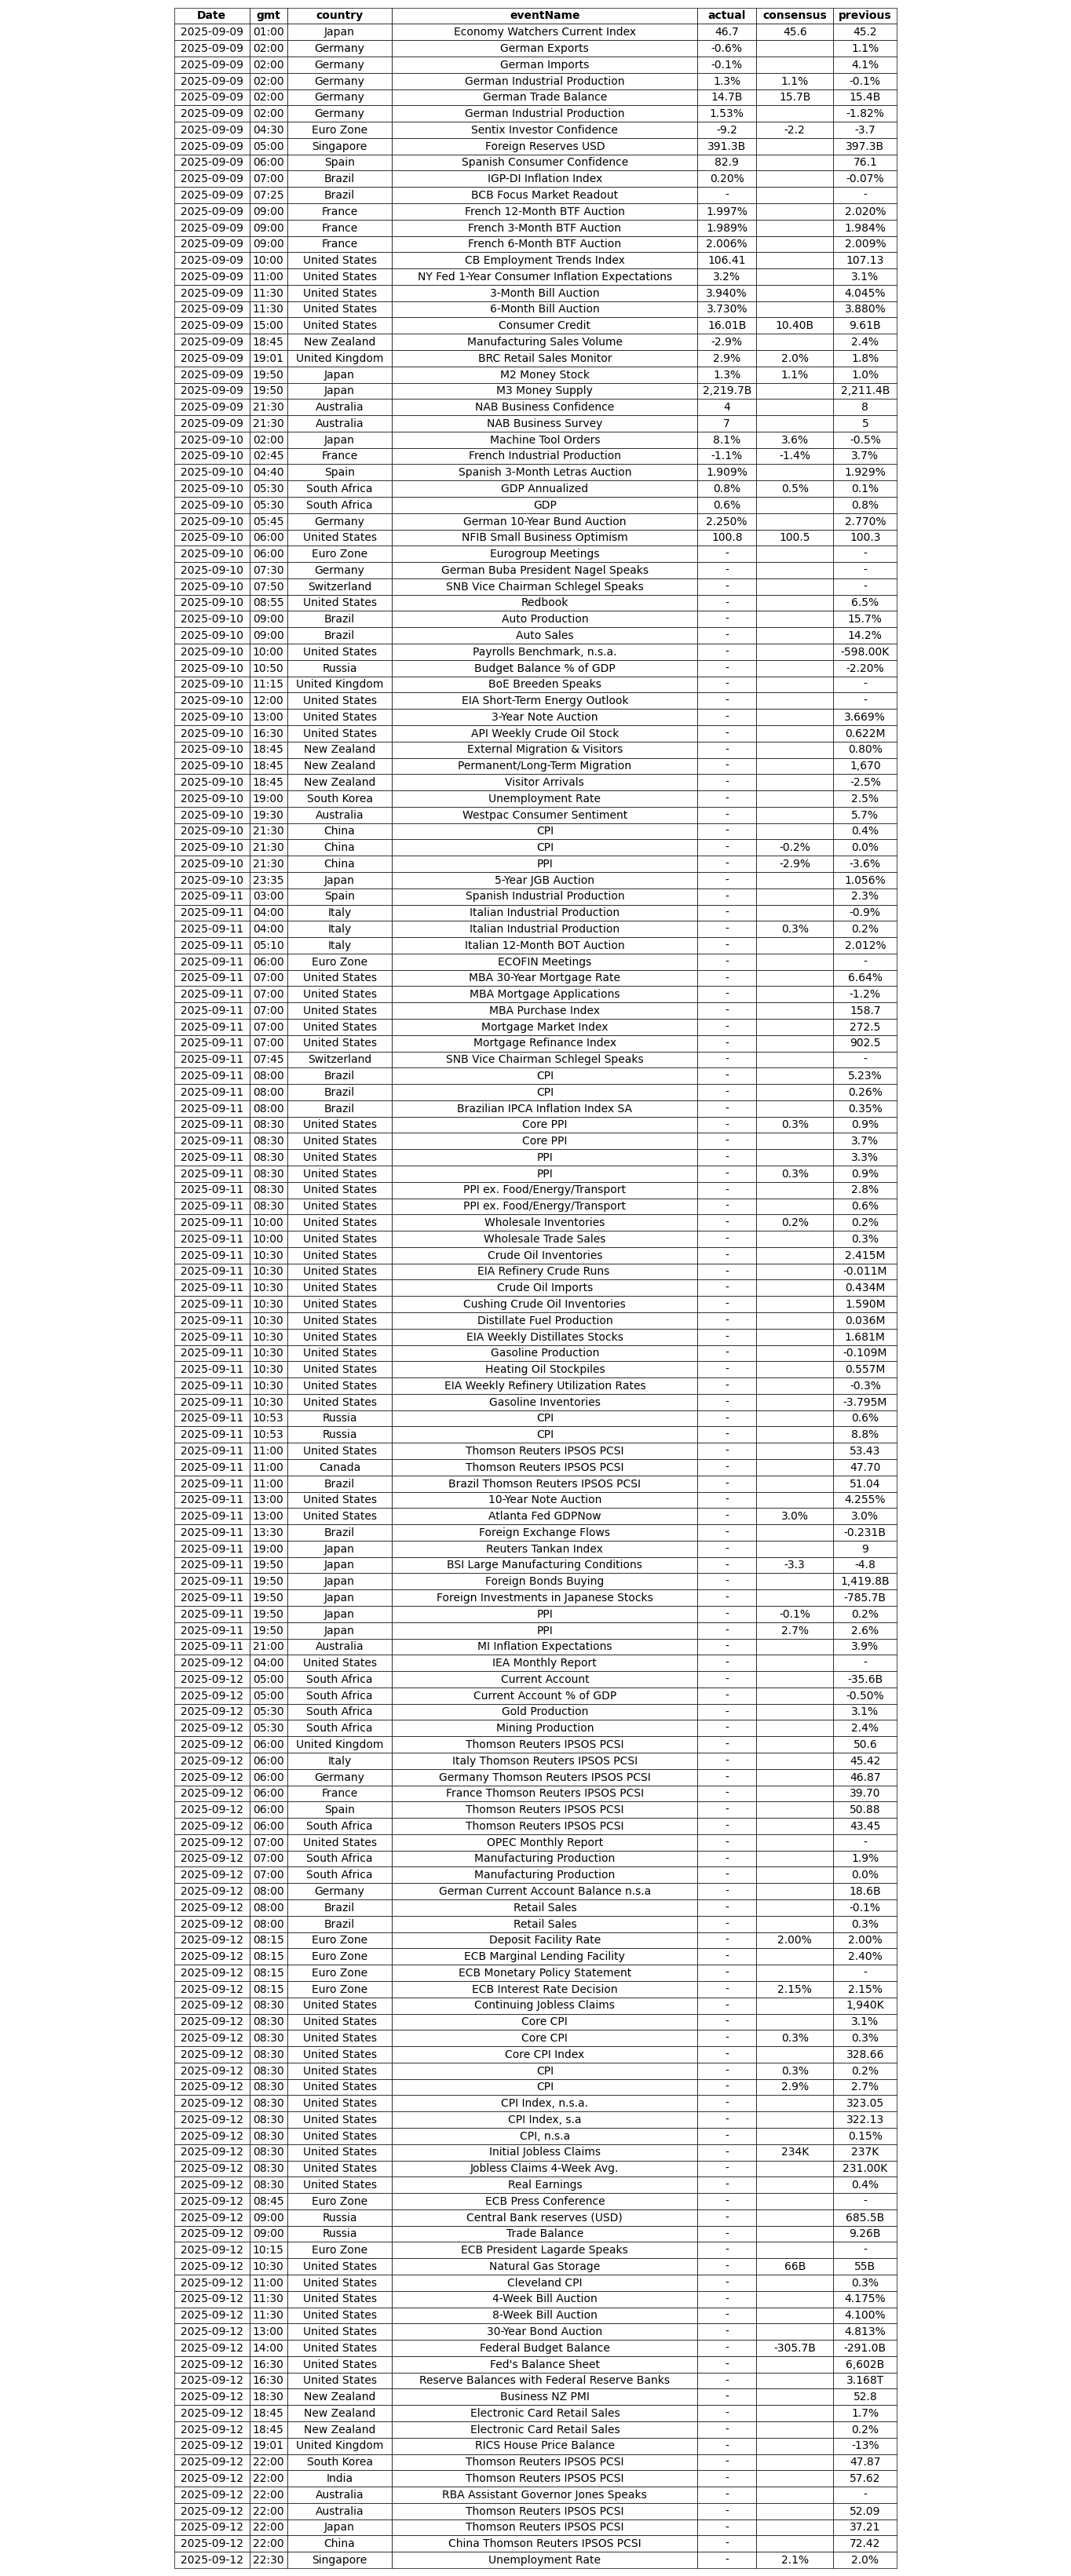 Date gmt country eventName actual consensus previous
2025-09-09 01:00 Japan Economy Watchers Current Index 46.7 45.6 45.2
2025-09-09 02:00 Germany German Exports -0.6% 1.1%
2025-09-09 02:00 Germany German Imports -0.1% 4.1%
2025-09-09 02:00 Germany German Industrial Production 1.3% 1.1% -0.1%
2025-09-09 02:00 Germany German Trade Balance 14.7B 15.7B 15.4B
2025-09-09 02:00 Germany German Industrial Production 1.53% -1.82%
2025-09-09 04:30 Euro Zone Sentix Investor Confidence -9.2 -2.2 -3.7
2025-09-09 05:00 Singapore Foreign Reserves USD 391.3B 397.3B
2025-09-09 06:00 Spain Spanish Consumer Confidence 82.9 76.1
2025-09-09 07:00 Brazil IGP-DI Inflation Index 0.20% -0.07%
2025-09-09 07:25 Brazil BCB Focus Market Readout - -
2025-09-09 09:00 France French 12-Month BTF Auction 1.997% 2.020%
2025-09-09 09:00 France French 3-Month BTF Auction 1.989% 1.984%
2025-09-09 09:00 France French 6-Month BTF Auction 2.006% 2.009%
2025-09-09 10:00 United States CB Employment Trends Index 106.41 107.13
2025-09-09 11:00 United States NY Fed 1-Year Consumer Inflation Expectations 3.2% 3.1%
2025-09-09 11:30 United States 3-Month Bill Auction 3.940% 4.045%
2025-09-09 11:30 United States 6-Month Bill Auction 3.730% 3.880%
2025-09-09 15:00 United States Consumer Credit 16.01B 10.40B 9.61B
2025-09-09 18:45 New Zealand Manufacturing Sales Volume -2.9% 2.4%
2025-09-09 19:01 United Kingdom BRC Retail Sales Monitor 2.9% 2.0% 1.8%
2025-09-09 19:50 Japan M2 Money Stock 1.3% 1.1% 1.0%
2025-09-09 19:50 Japan M3 Money Supply 2,219.7B 2,211.4B
2025-09-09 21:30 Australia NAB Business Confidence 4 8
2025-09-09 21:30 Australia NAB Business Survey 7 5
2025-09-10 02:00 Japan Machine Tool Orders 8.1% 3.6% -0.5%
2025-09-10 02:45 France French Industrial Production -1.1% -1.4% 3.7%
2025-09-10 04:40 Spain Spanish 3-Month Letras Auction 1.909% 1.929%
2025-09-10 05:30 South Africa GDP Annualized 0.8% 0.5% 0.1%
2025-09-10 05:30 South Africa GDP 0.6% 0.8%
2025-09-10 05:45 Germany German 10-Year Bund Auction 2.250% 2.770%
2025-09-10 06:00 United States NFIB Small Business Optimism 100.8 100.5 100.3
2025-09-10 06:00 Euro Zone Eurogroup Meetings - -
2025-09-10 07:30 Germany German Buba President Nagel Speaks - -
2025-09-10 07:50 Switzerland SNB Vice Chairman Schlegel Speaks - -
2025-09-10 08:55 United States Redbook - 6.5%
2025-09-10 09:00 Brazil Auto Production - 15.7%
2025-09-10 09:00 Brazil Auto Sales - 14.2%
2025-09-10 10:00 United States Payrolls Benchmark, n.s.a. - -598.00K
2025-09-10 10:50 Russia Budget Balance % of GDP - -2.20%
2025-09-10 11:15 United Kingdom BoE Breeden Speaks - -
2025-09-10 12:00 United States EIA Short-Term Energy Outlook - -
2025-09-10 13:00 United States 3-Year Note Auction - 3.669%
2025-09-10 16:30 United States API Weekly Crude Oil Stock - 0.622M
2025-09-10 18:45 New Zealand External Migration & Visitors - 0.80%
2025-09-10 18:45 New Zealand Permanent/Long-Term Migration - 1,670
2025-09-10 18:45 New Zealand Visitor Arrivals - -2.5%
2025-09-10 19:00 South Korea Unemployment Rate - 2.5%
2025-09-10 19:30 Australia Westpac Consumer Sentiment - 5.7%
2025-09-10 21:30 China CPI - 0.4%
2025-09-10 21:30 China CPI - -0.2% 0.0%
2025-09-10 21:30 China PPI - -2.9% -3.6%
2025-09-10 23:35 Japan 5-Year JGB Auction - 1.056%
2025-09-11 03:00 Spain Spanish Industrial Production - 2.3%
2025-09-11 04:00 Italy Italian Industrial Production - -0.9%
2025-09-11 04:00 Italy Italian Industrial Production - 0.3% 0.2%
2025-09-11 05:10 Italy Italian 12-Month BOT Auction - 2.012%
2025-09-11 06:00 Euro Zone ECOFIN Meetings - -
2025-09-11 07:00 United States MBA 30-Year Mortgage Rate - 6.64%
2025-09-11 07:00 United States MBA Mortgage Applications - -1.2%
2025-09-11 07:00 United States MBA Purchase Index - 158.7
2025-09-11 07:00 United States Mortgage Market Index - 272.5
2025-09-11 07:00 United States Mortgage Refinance Index - 902.5
2025-09-11 07:45 Switzerland SNB Vice Chairman Schlegel Speaks - -
2025-09-11 08:00 Brazil CPI - 5.23%
2025-09-11 08:00 Brazil CPI - 0.26%
2025-09-11 08:00 Brazil Brazilian IPCA Inflation Index SA - 0.35%
2025-09-11 08:30 United States Core PPI - 0.3% 0.9%
2025-09-11 08:30 United States Core PPI - 3.7%
2025-09-11 08:30 United States PPI - 3.3%
2025-09-11 08:30 United States PPI - 0.3% 0.9%
2025-09-11 08:30 United States PPI ex. Food/Energy/Transport - 2.8%
2025-09-11 08:30 United States PPI ex. Food/Energy/Transport - 0.6%
2025-09-11 10:00 United States Wholesale Inventories - 0.2% 0.2%
2025-09-11 10:00 United States Wholesale Trade Sales - 0.3%
2025-09-11 10:30 United States Crude Oil Inventories - 2.415M
2025-09-11 10:30 United States EIA Refinery Crude Runs - -0.011M
2025-09-11 10:30 United States Crude Oil Imports - 0.434M
2025-09-11 10:30 United States Cushing Crude Oil Inventories - 1.590M
2025-09-11 10:30 United States Distillate Fuel Production - 0.036M
2025-09-11 10:30 United States EIA Weekly Distillates Stocks - 1.681M
2025-09-11 10:30 United States Gasoline Production - -0.109M
2025-09-11 10:30 United States Heating Oil Stockpiles - 0.557M
2025-09-11 10:30 United States EIA Weekly Refinery Utilization Rates - -0.3%
2025-09-11 10:30 United States Gasoline Inventories - -3.795M
2025-09-11 10:53 Russia CPI - 0.6%
2025-09-11 10:53 Russia CPI - 8.8%
2025-09-11 11:00 United States Thomson Reuters IPSOS PCSI - 53.43
2025-09-11 11:00 Canada Thomson Reuters IPSOS PCSI - 47.70
2025-09-11 11:00 Brazil Brazil Thomson Reuters IPSOS PCSI - 51.04
2025-09-11 13:00 United States 10-Year Note Auction - 4.255%
2025-09-11 13:00 United States Atlanta Fed GDPNow - 3.0% 3.0%
2025-09-11 13:30 Brazil Foreign Exchange Flows - -0.231B
2025-09-11 19:00 Japan Reuters Tankan Index - 9
2025-09-11 19:50 Japan BSI Large Manufacturing Conditions - -3.3 -4.8
2025-09-11 19:50 Japan Foreign Bonds Buying - 1,419.8B
2025-09-11 19:50 Japan Foreign Investments in Japanese Stocks - -785.7B
2025-09-11 19:50 Japan PPI - -0.1% 0.2%
2025-09-11 19:50 Japan PPI - 2.7% 2.6%
2025-09-11 21:00 Australia MI Inflation Expectations - 3.9%
2025-09-12 04:00 United States IEA Monthly Report - -
2025-09-12 05:00 South Africa Current Account - -35.6B
2025-09-12 05:00 South Africa Current Account % of GDP - -0.50%
2025-09-12 05:30 South Africa Gold Production - 3.1%
2025-09-12 05:30 South Africa Mining Production - 2.4%
2025-09-12 06:00 United Kingdom Thomson Reuters IPSOS PCSI - 50.6
2025-09-12 06:00 Italy Italy Thomson Reuters IPSOS PCSI - 45.42
2025-09-12 06:00 Germany Germany Thomson Reuters IPSOS PCSI - 46.87
2025-09-12 06:00 France France Thomson Reuters IPSOS PCSI - 39.70
2025-09-12 06:00 Spain Thomson Reuters IPSOS PCSI - 50.88
2025-09-12 06:00 South Africa Thomson Reuters IPSOS PCSI - 43.45
2025-09-12 07:00 United States OPEC Monthly Report - -
2025-09-12 07:00 South Africa Manufacturing Production - 1.9%
2025-09-12 07:00 South Africa Manufacturing Production - 0.0%
2025-09-12 08:00 Germany German Current Account Balance n.s.a - 18.6B
2025-09-12 08:00 Brazil Retail Sales - -0.1%
2025-09-12 08:00 Brazil Retail Sales - 0.3%
2025-09-12 08:15 Euro Zone Deposit Facility Rate - 2.00% 2.00%
2025-09-12 08:15 Euro Zone ECB Marginal Lending Facility - 2.40%
2025-09-12 08:15 Euro Zone ECB Monetary Policy Statement - -
2025-09-12 08:15 Euro Zone ECB Interest Rate Decision - 2.15% 2.15%
2025-09-12 08:30 United States Continuing Jobless Claims - 1,940K
2025-09-12 08:30 United States Core CPI - 3.1%
2025-09-12 08:30 United States Core CPI - 0.3% 0.3%
2025-09-12 08:30 United States Core CPI Index - 328.66
2025-09-12 08:30 United States CPI - 0.3% 0.2%
2025-09-12 08:30 United States CPI - 2.9% 2.7%
2025-09-12 08:30 United States CPI Index, n.s.a. - 323.05
2025-09-12 08:30 United States CPI Index, s.a - 322.13
2025-09-12 08:30 United States CPI, n.s.a - 0.15%
2025-09-12 08:30 United States Initial Jobless Claims - 234K 237K
2025-09-12 08:30 United States Jobless Claims 4-Week Avg. - 231.00K
2025-09-12 08:30 United States Real Earnings - 0.4%
2025-09-12 08:45 Euro Zone ECB Press Conference - -
2025-09-12 09:00 Russia Central Bank reserves (USD) - 685.5B
2025-09-12 09:00 Russia Trade Balance - 9.26B
2025-09-12 10:15 Euro Zone ECB President Lagarde Speaks - -
2025-09-12 10:30 United States Natural Gas Storage - 66B 55B
2025-09-12 11:00 United States Cleveland CPI - 0.3%
2025-09-12 11:30 United States 4-Week Bill Auction - 4.175%
2025-09-12 11:30 United States 8-Week Bill Auction - 4.100%
2025-09-12 13:00 United States 30-Year Bond Auction - 4.813%
2025-09-12 14:00 United States Federal Budget Balance - -305.7B -291.0B
2025-09-12 16:30 United States Fed's Balance Sheet - 6,602B
2025-09-12 16:30 United States Reserve Balances with Federal Reserve Banks - 3.168T
2025-09-12 18:30 New Zealand Business NZ PMI - 52.8
2025-09-12 18:45 New Zealand Electronic Card Retail Sales - 1.7%
2025-09-12 18:45 New Zealand Electronic Card Retail Sales - 0.2%
2025-09-12 19:01 United Kingdom RICS House Price Balance - -13%
2025-09-12 22:00 South Korea Thomson Reuters IPSOS PCSI - 47.87
2025-09-12 22:00 India Thomson Reuters IPSOS PCSI - 57.62
2025-09-12 22:00 Australia RBA Assistant Governor Jones Speaks - -
2025-09-12 22:00 Australia Thomson Reuters IPSOS PCSI - 52.09
2025-09-12 22:00 Japan Thomson Reuters IPSOS PCSI - 37.21
2025-09-12 22:00 China China Thomson Reuters IPSOS PCSI - 72.42
2025-09-12 22:30 Singapore Unemployment Rate - 2.1% 2.0%